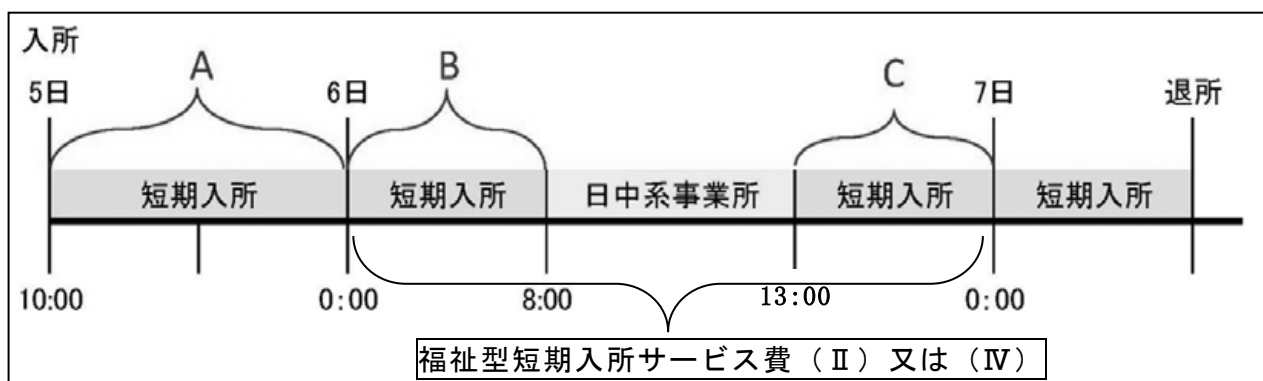 入所
A
B
C
5日
6日
7日
退所
短期入所
短期入所
日中系事業所
短期入所
短期入所
10:00
0:00
8:00
13:00
0:00
福祉型短期入所サービス費（Ⅱ）又は（Ⅳ）